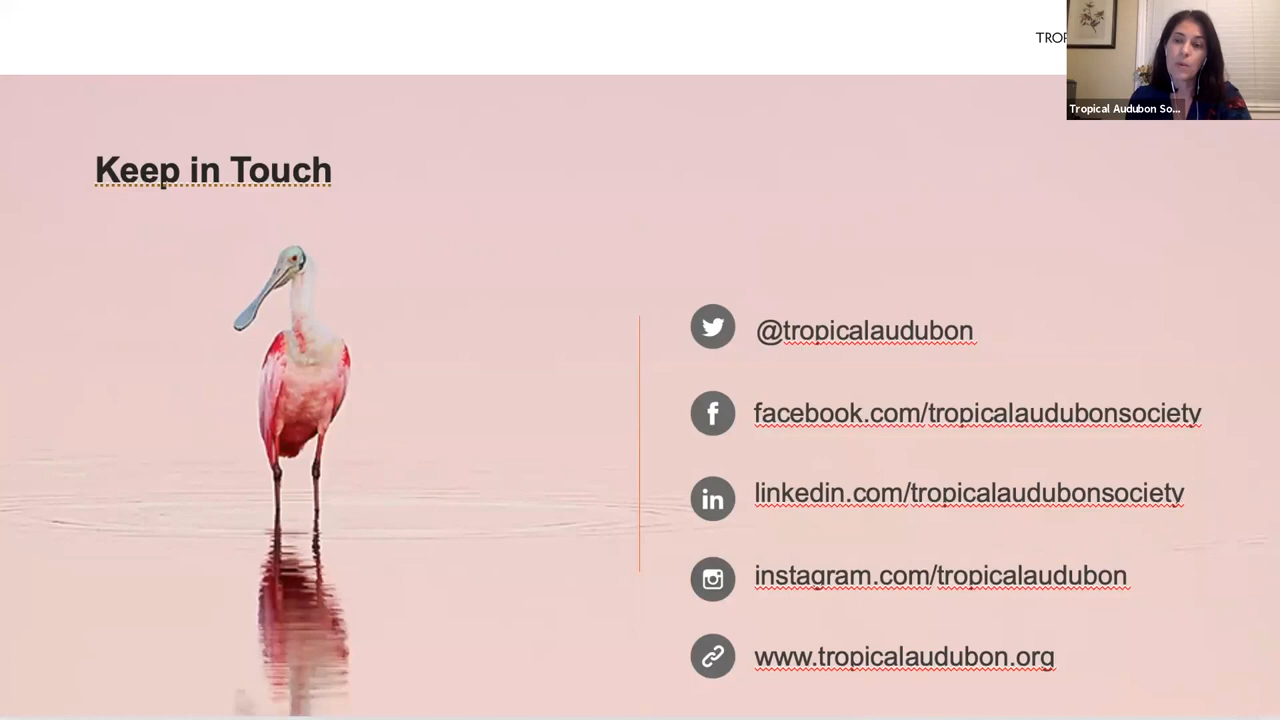 TROP
Tropical Audubon So...
Keep in Touch
@tropicalaudubon
facebook.com/tropicalaudubonsociety
linkedin.com/tropicalaudubonsociety
instagram.com/tropicalaudubon
www.tropicalaudubon.org